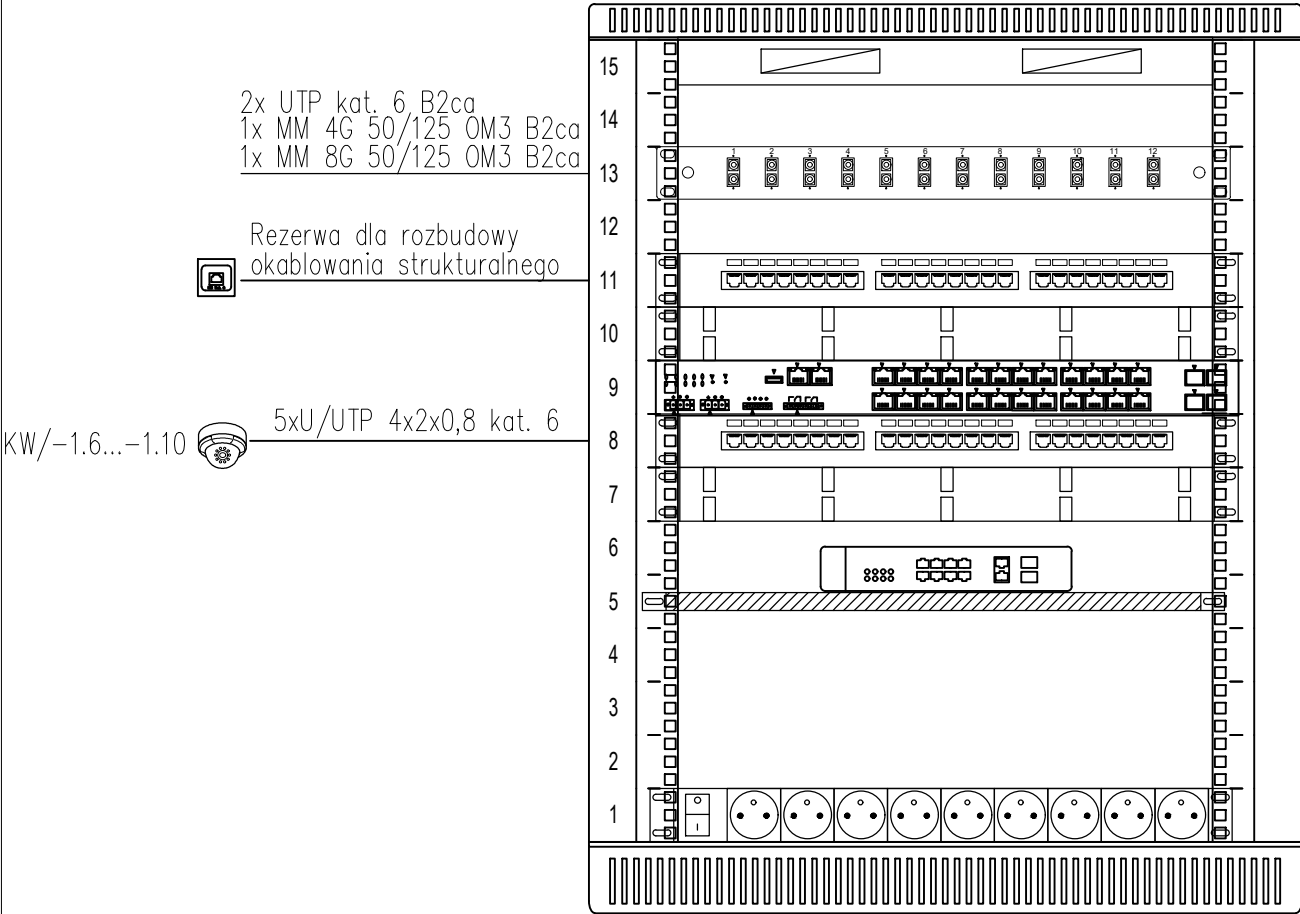 2x UTP kat. 6 B2ca
1x MM 4G 50/125 OM3 B2ca
1x MM 8G 50/125 OM3 B2ca
Rezerwa dla rozbudowy
okablowania strukturalnego
5xU/UTP 4x2x0,8 kat. 6
KW/-1.6...-1.10
15
14
1 2 3 4 5 6 7 8 9 10 11 12
13
12
11
10
9
8
7
6
5
4
3
2
1